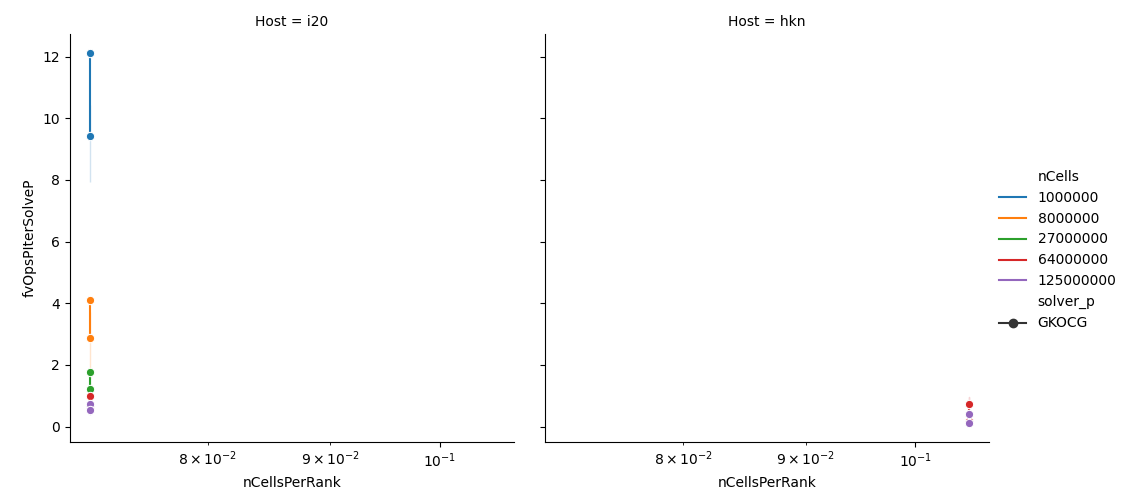 Host = i20
Host = hkn
12
10
8
6
4
2
0
fvOpsPIterSolveP
8 × 10⁻²
9 × 10⁻²
10⁻¹
nCellsPerRank
8 × 10⁻²
9 × 10⁻²
10⁻¹
nCellsPerRank
nCells
1000000
8000000
27000000
64000000
125000000
solver_p
GKOCG